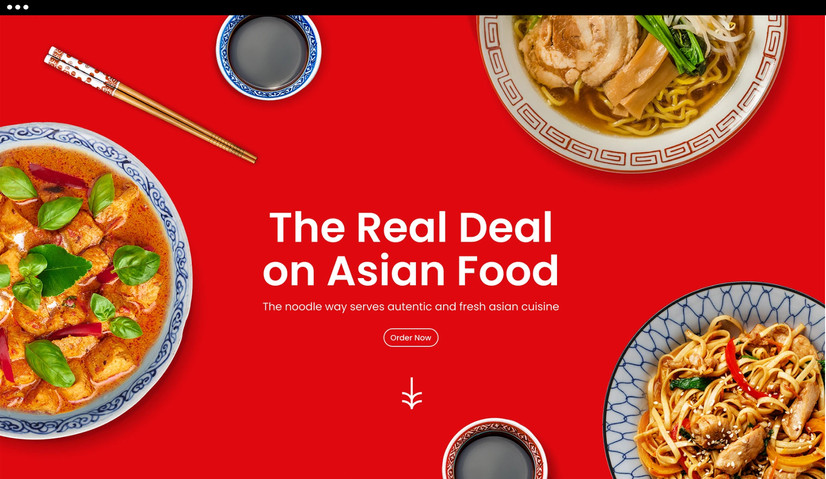 The Real Deal
on Asian Food
The noodle way serves autentic and fresh asian cuisine
Order Now